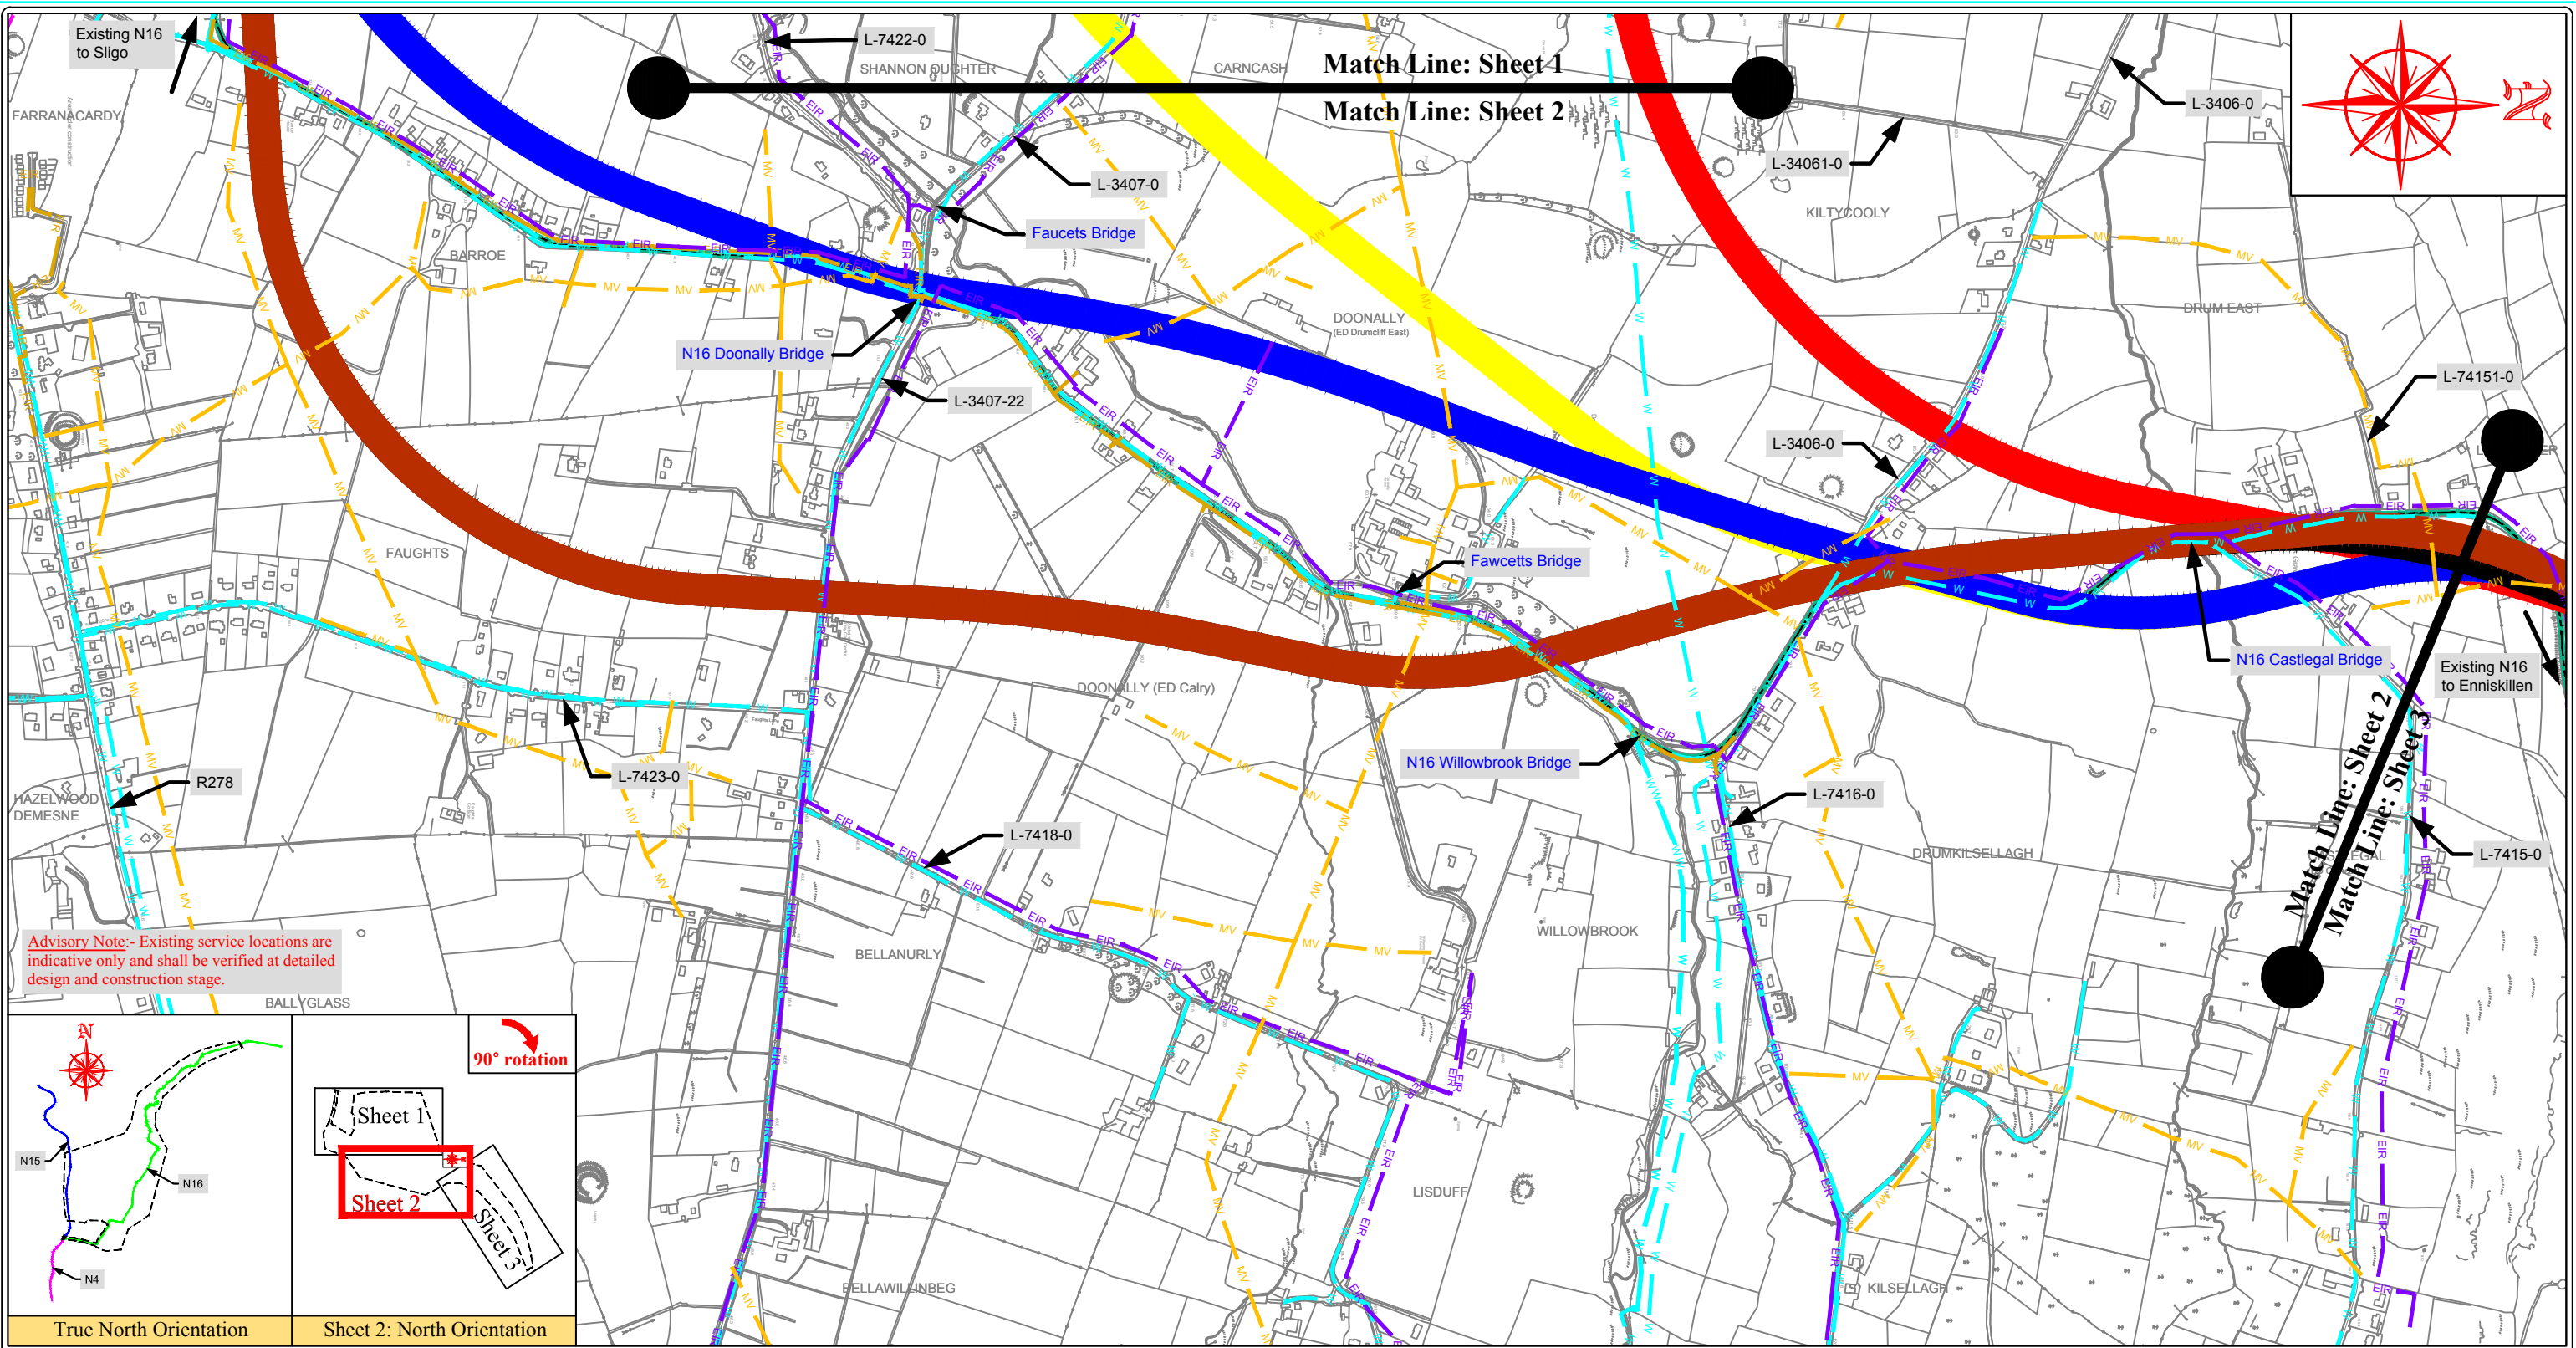 Existing N16
to Sligo
L-7422-0
SHANNON OUGHTER
CARNCASH
Match Line: Sheet 1
Match Line: Sheet 2
L-3406-0
N
FARRANACARDY
L-34061-0
L-3407-0
KILTYCOOLY
Faucets Bridge
BARROE
DOONALLY
(ED Drumcliff East)
DRUM EAST
N16 Doonally Bridge
L-3407-22
L-74151-0
L-3406-0
FAUGHTS
Fawcetts Bridge
N16 Castlegal Bridge
Existing N16
to Enniskillen
DOONALLY (ED Calry)
Match Line: Sheet 2
Match Line: Sheet 3
N16 Willowbrook Bridge
L-7423-0
R278
L-7416-0
HAZELWOOD
DEMESNE
L-7418-0
DRUMKILSELLAGH
L-7415-0
WILLOWBROOK
Advisory Note:- Existing service locations are
indicative only and shall be verified at detailed
design and construction stage.
BELLANURLY
BALLYGLASS
N
90° rotation
Sheet 1
Sheet 2
Sheet 3
N15
N16
N4
LISDUFF
BELLAWILLINBEG
KILSELLAGH
True North Orientation
Sheet 2: North Orientation
EIR
MV
W